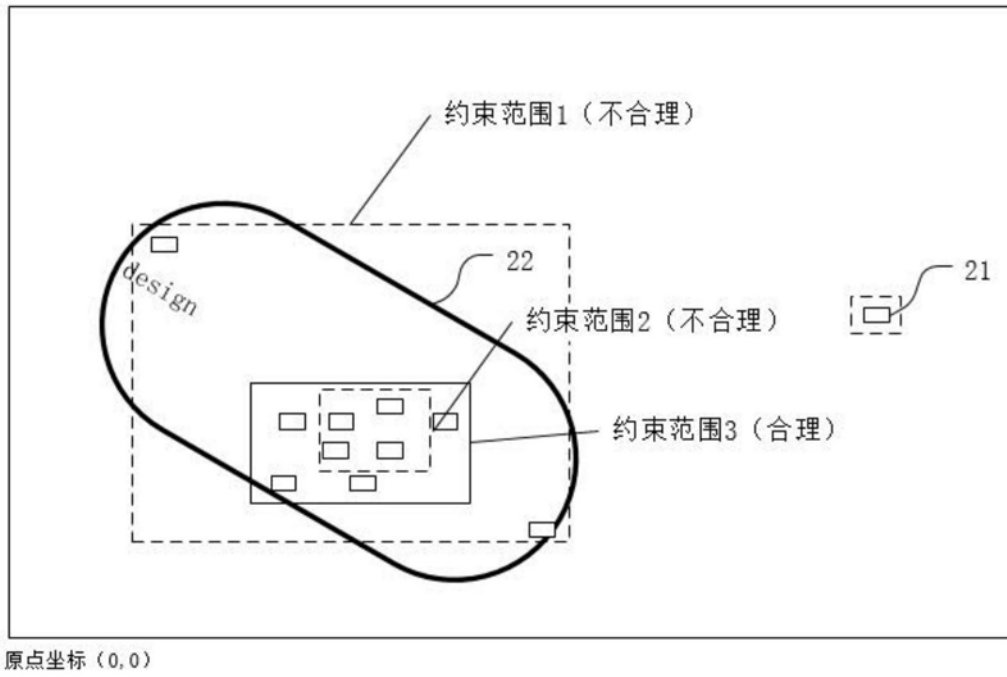 约束范围1（不合理）
22
21
design
约束范围2（不合理）
约束范围3（合理）
原点坐标（0,0）